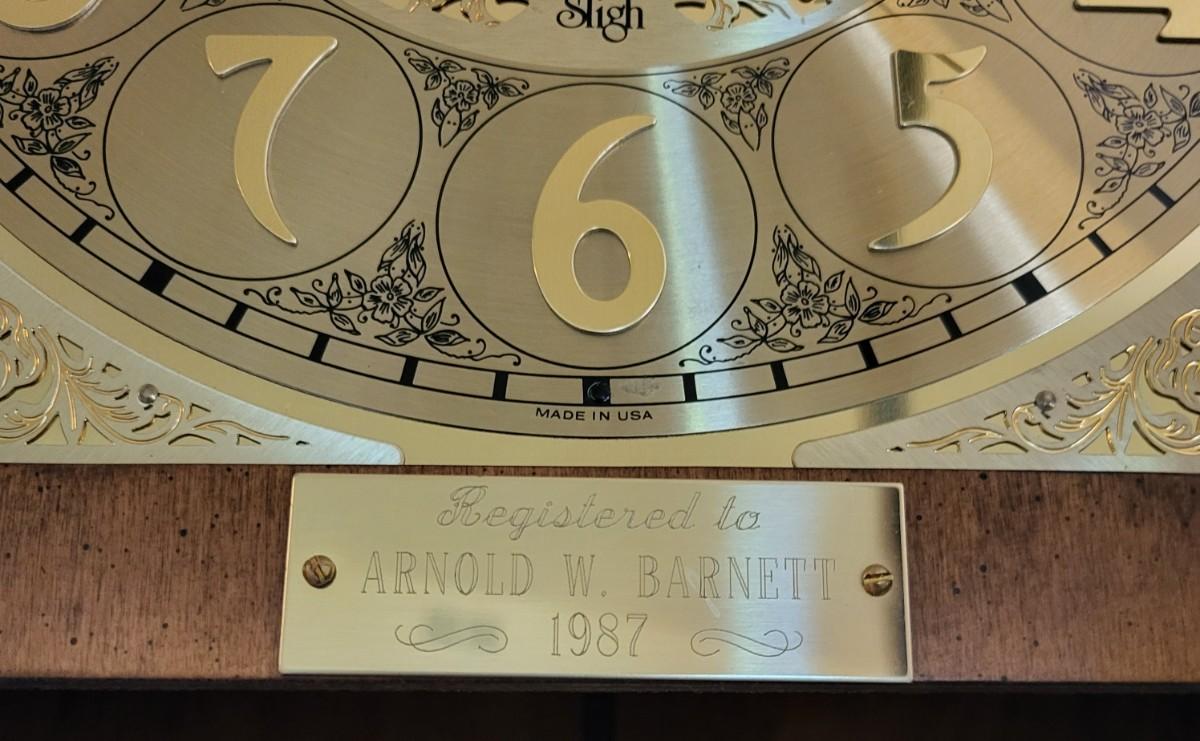 Sligh
7 6 5
MADE IN USA
Registered to
ARNOLD W. BARNETT
1987